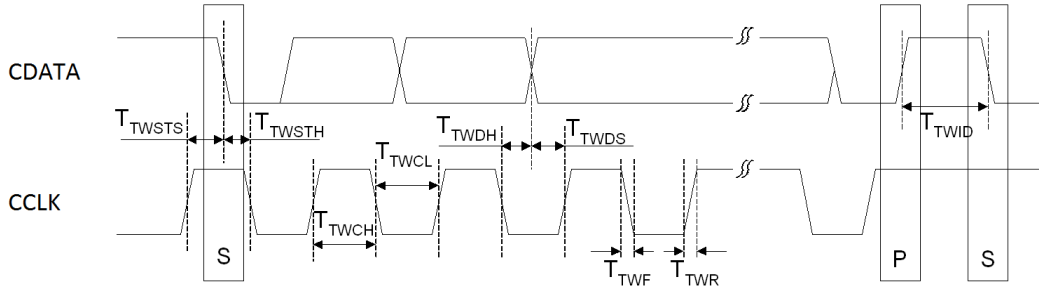 CDATA
TTWSTS
TTWSTH
TTWDH
TTWDS
TTWID
TTWCL
CCLK
TTWCH
TTWF
TTWR
S
P
S